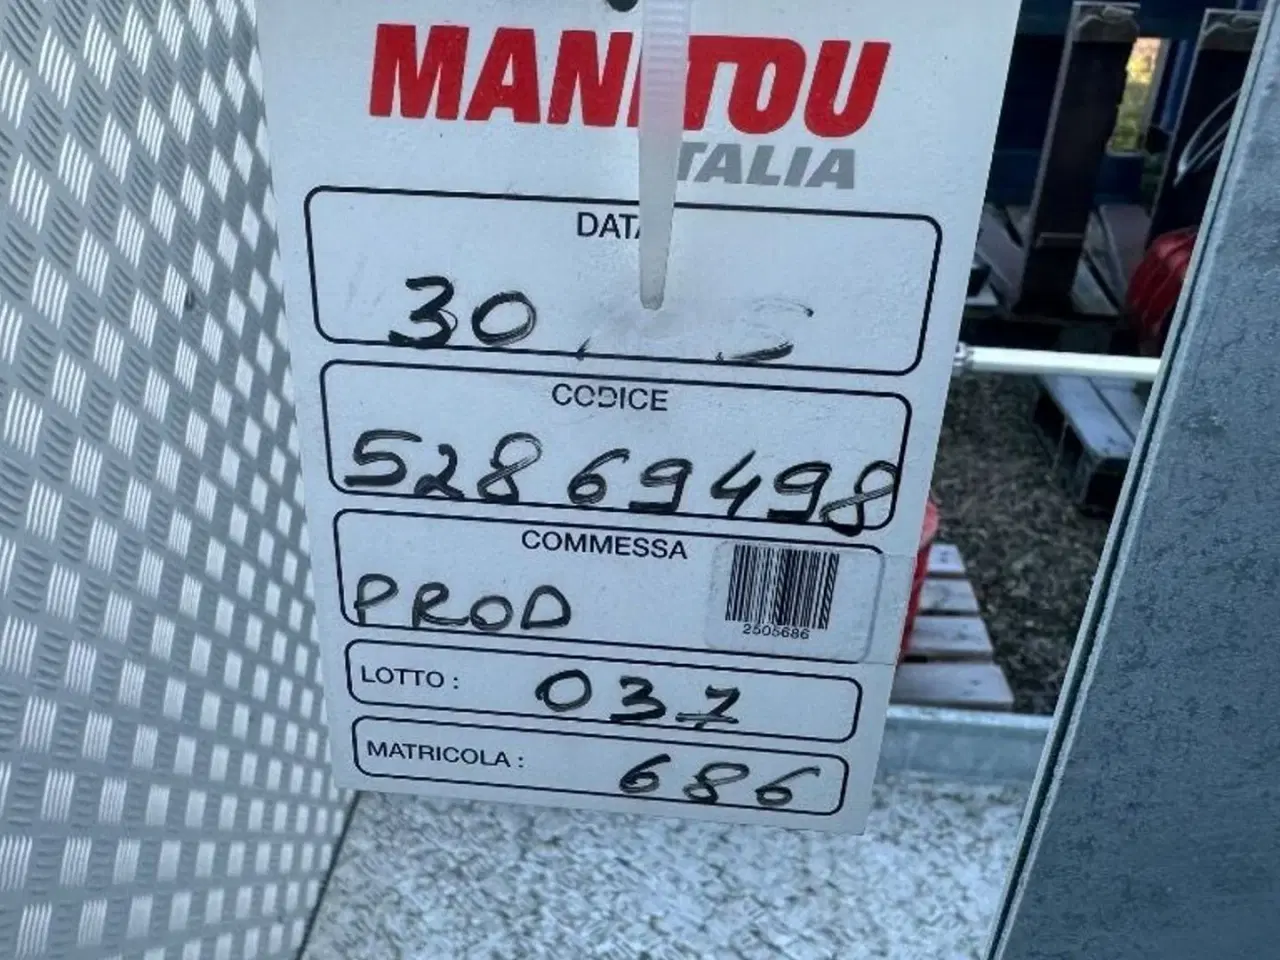 MANITOU
ITALIA
DATA
30
CODICE
52869498
COMMESSA
PROD
2505686
LOTTO : 037
MATRICOLA : 686